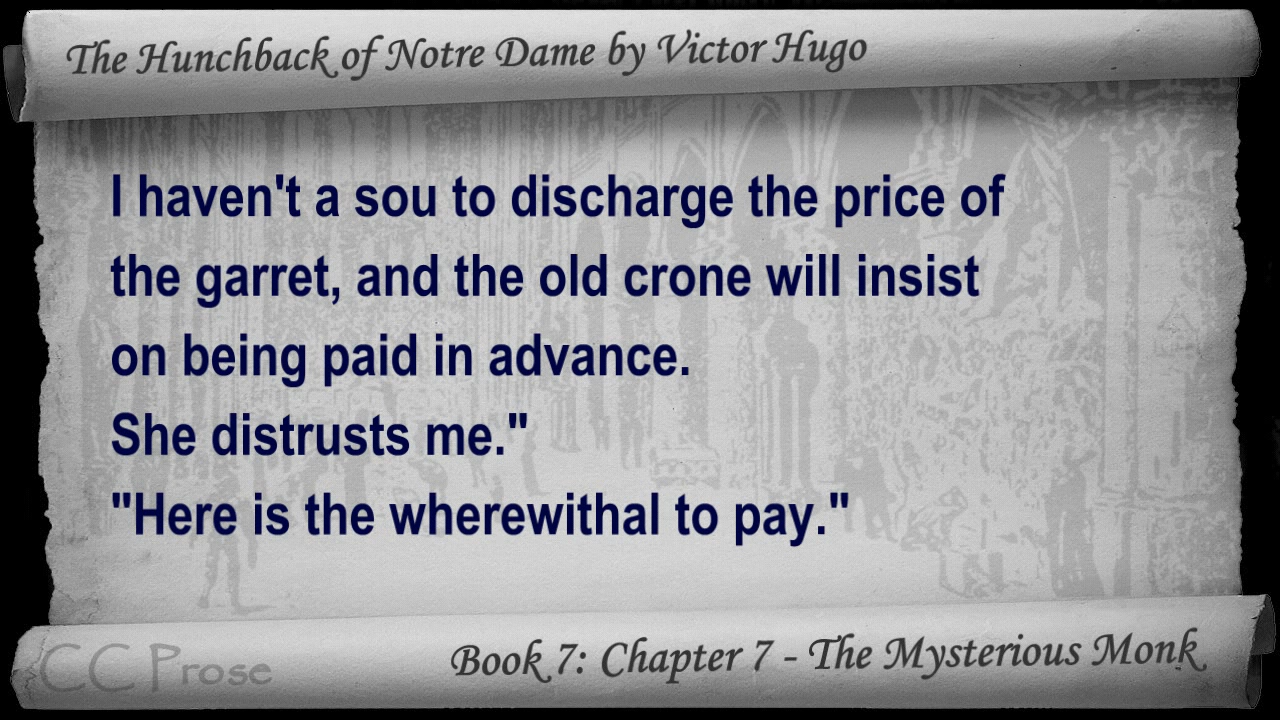 The Hunchback of Notre Dame by Victor Hugo
I haven't a sou to discharge the price of
the garret, and the old crone will insist
on being paid in advance.
She distrusts me."
"Here is the wherewithal to pay."
CC Prose
Book 7: Chapter 7 - The Mysterious Monk